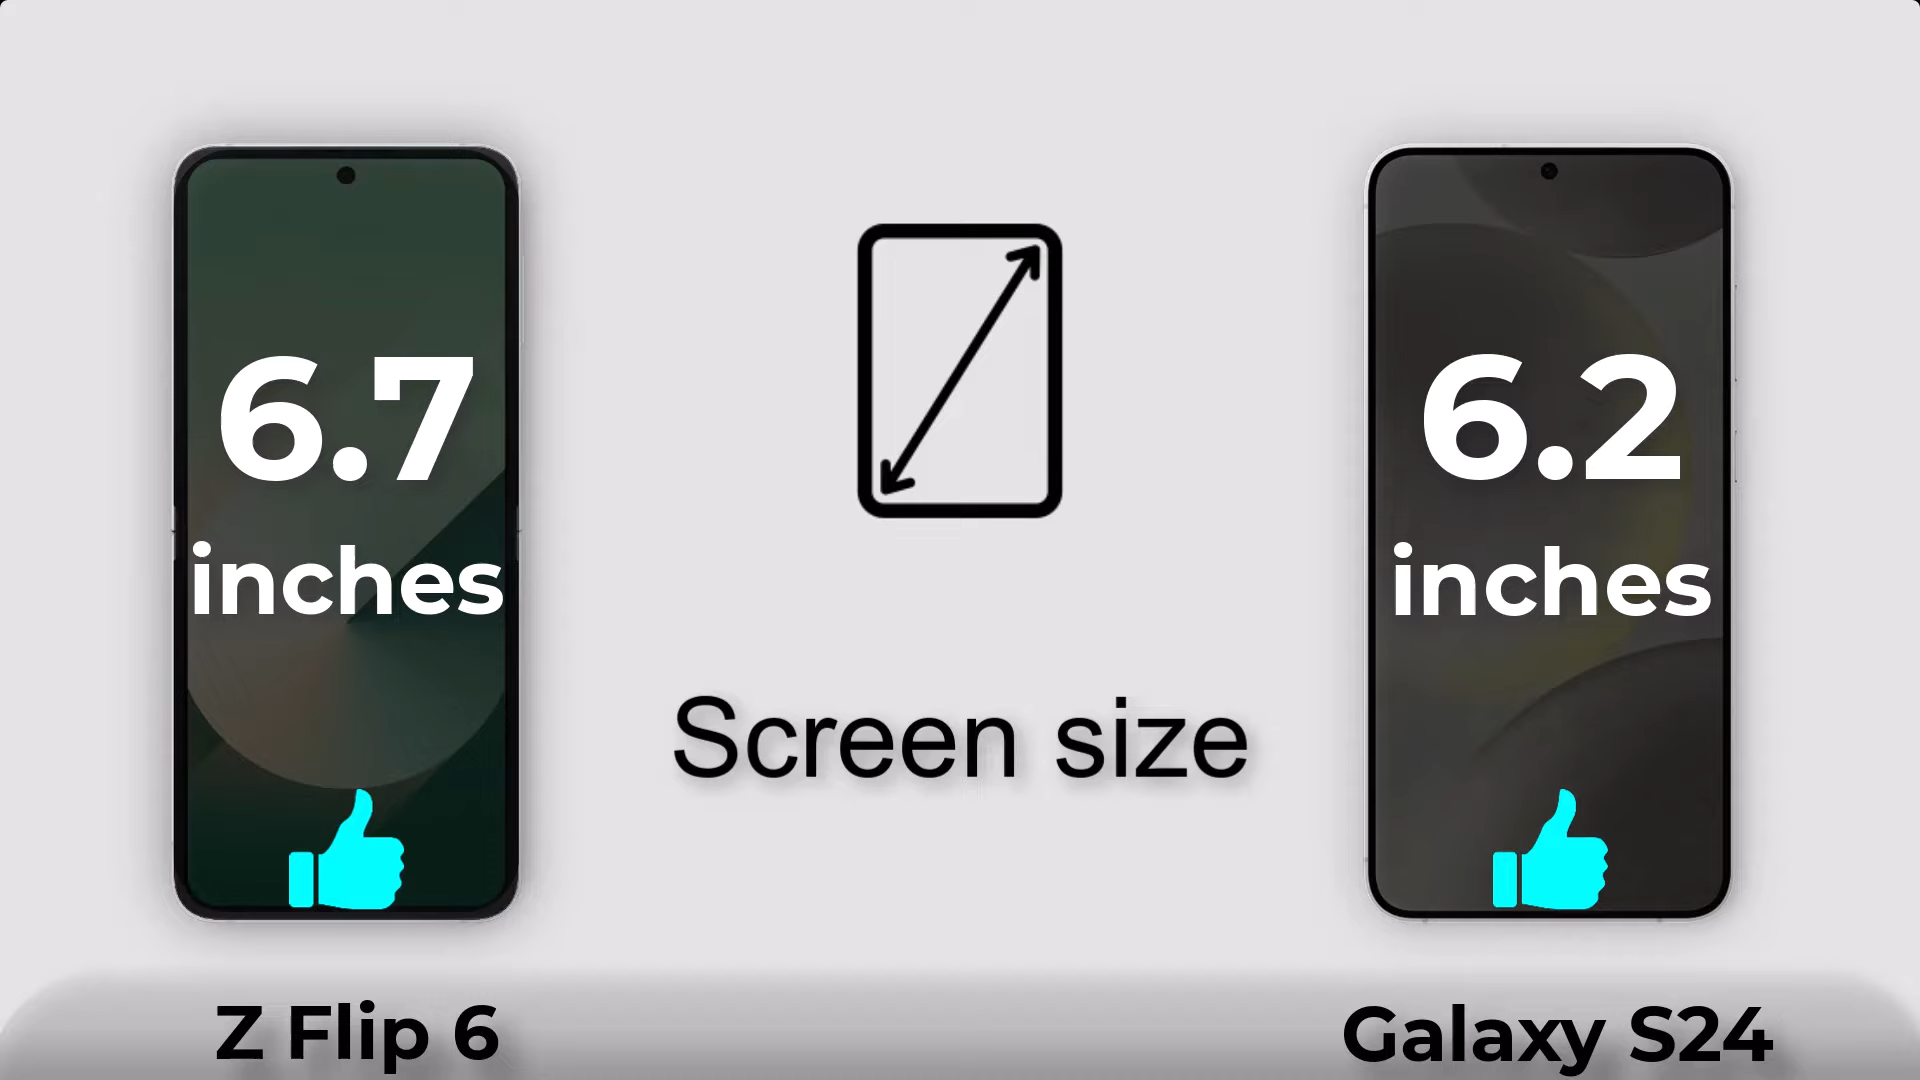 6.7
inches
Screen size
6.2
inches
Z Flip 6
Galaxy S24